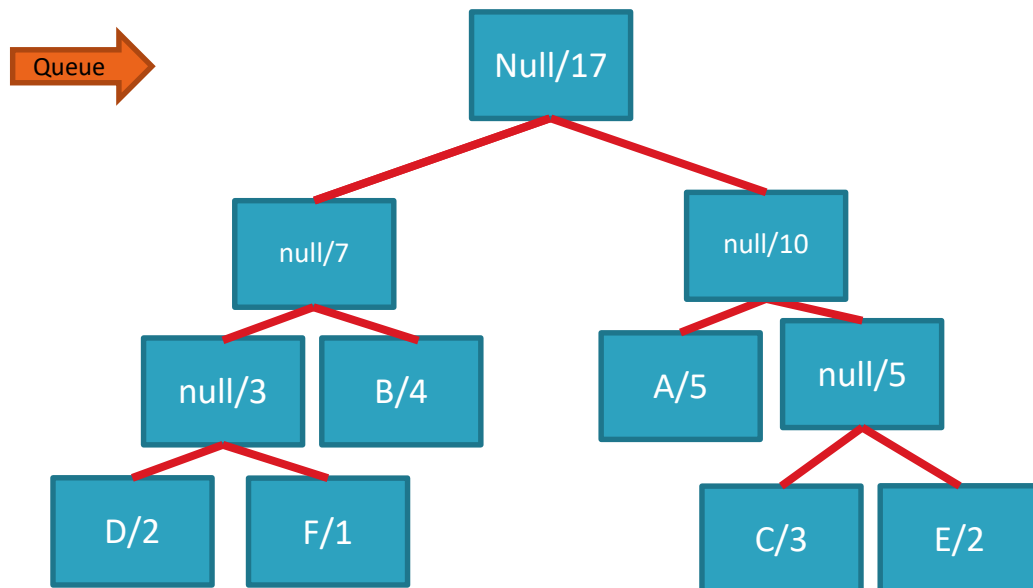 Queue
Null/17
null/7
null/10
null/3
B/4
A/5
null/5
D/2
F/1
C/3
E/2